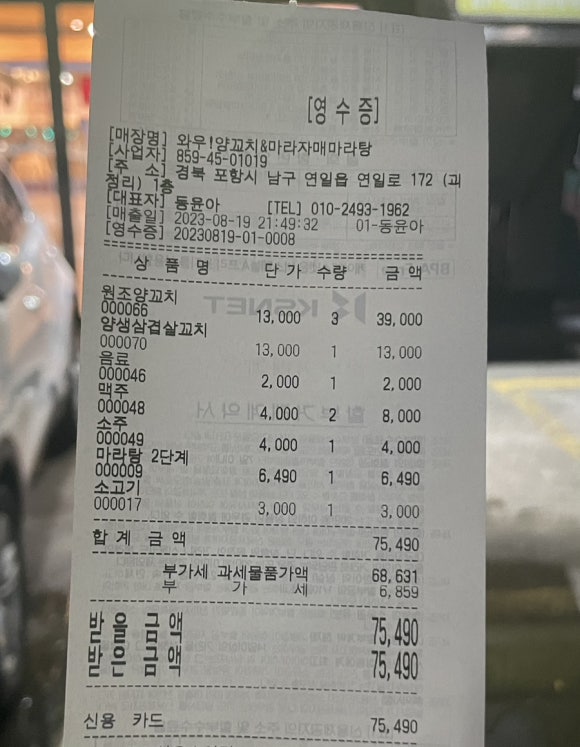 [영 수 증]
[매장명] 와우!양꼬치&마라자매마라탕
[사업자] 859-45-01019
[주 소] 경북 포항시 남구 연일읍 연일로 172 (괴
정리) 1층
[대표자] 동윤아 [TEL] 010-2493-1962
[매출일] 2023-08-19 21:49:32 01-동윤아
[영수증] 20230819-01-0008
상 품 명 단 가 수량 금 액
원조양꼬치
000066 13,000 3 39,000
양생삼겹살꼬치
000070 13,000 1 13,000
음료
000046 2,000 1 2,000
맥주
000048 4,000 2 8,000
소주
000049 4,000 1 4,000
마라탕 2단계
000009 6,490 1 6,490
소고기
000017 3,000 1 3,000
합 계 금 액 75,490
부가세 과세물품가액 68,631
부 가 세 6,859
받 을 금 액 75,490
받 은 금 액 75,490
신용 카드 75,490